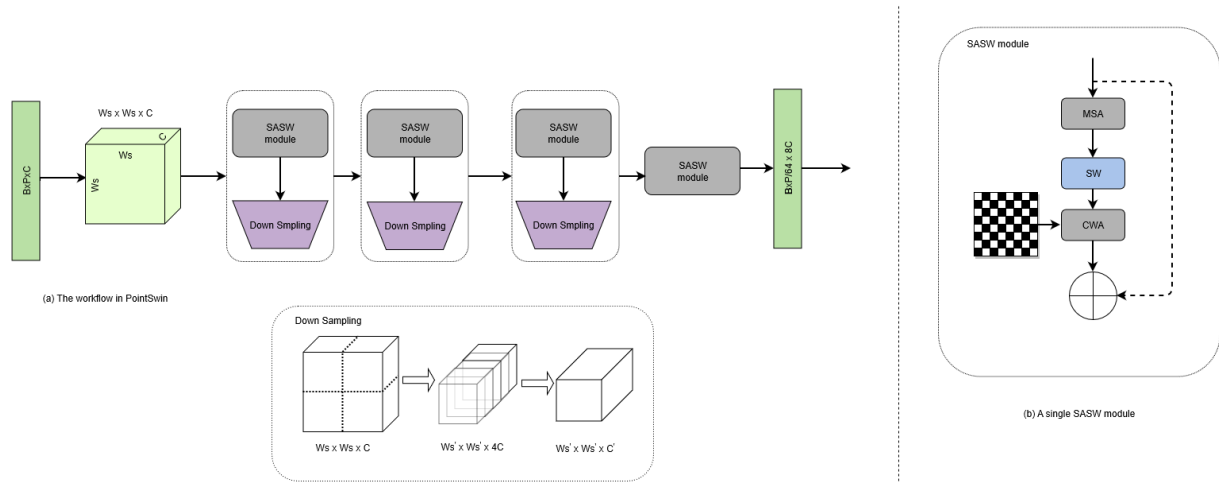 BxPxC
Ws x Ws x C
C
Ws
Ws
SASW
module
Down Smpling
SASW
module
Down Smpling
SASW
module
Down Smpling
SASW
module
BxP/64 x 8C
(a) The workflow in PointSwin
Down Sampling
Ws x Ws x C
Ws' x Ws' x 4C
Ws' x Ws' x C'
SASW module
MSA
SW
CWA
(b) A single SASW module